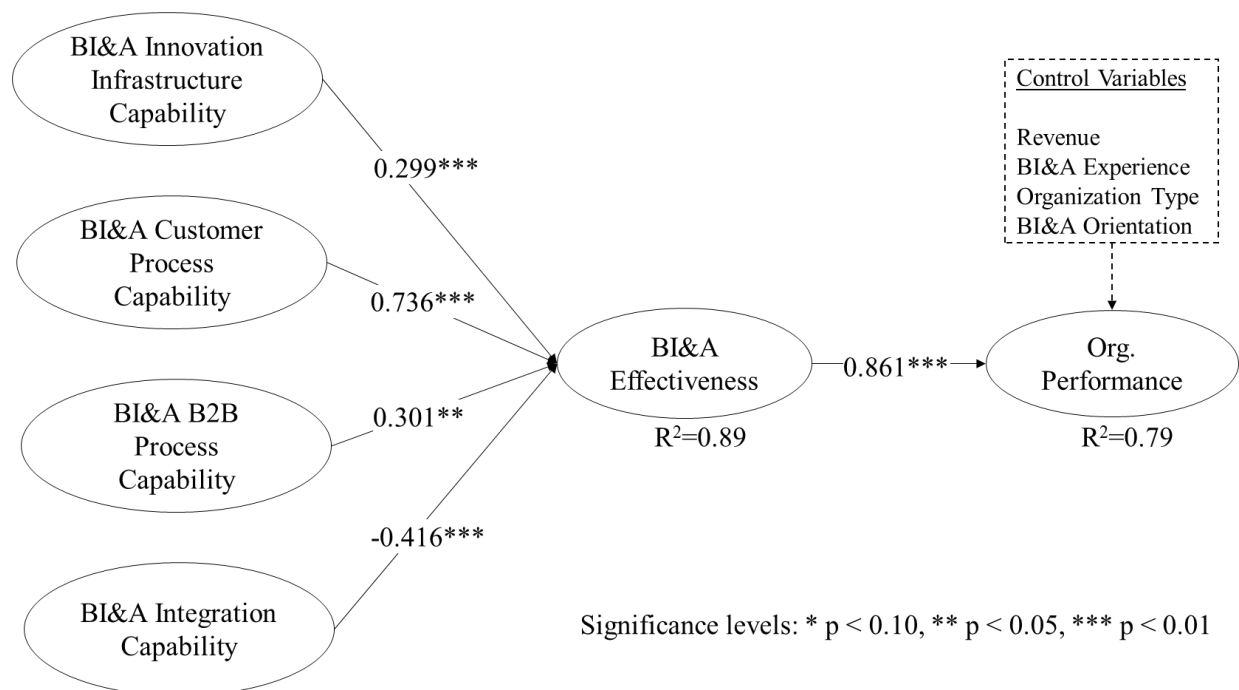 BI&A Innovation
Infrastructure
Capability
0.299***
BI&A Customer
Process
Capability
0.736***
BI&A B2B
Process
Capability
0.301**
BI&A Integration
Capability
-0.416***
BI&A
Effectiveness
R²=0.89
0.861***
Control Variables
Revenue
BI&A Experience
Organization Type
BI&A Orientation
Org.
Performance
R²=0.79
Significance levels: * p < 0.10, ** p < 0.05, *** p < 0.01